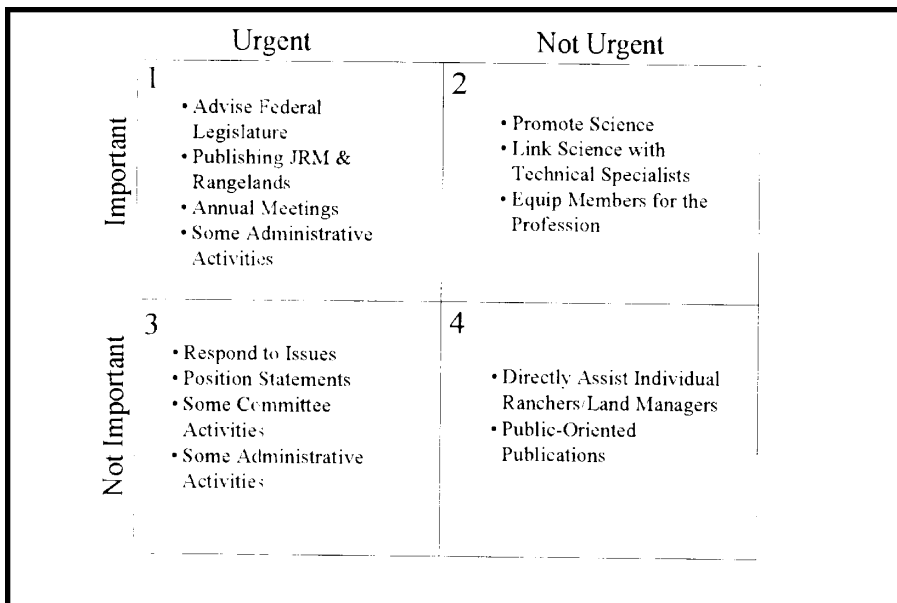 Urgent
Not Urgent
Important
1
• Advise Federal
Legislature
• Publishing JRM &
Rangelands
• Annual Meetings
• Some Administrative
Activities
2
• Promote Science
• Link Science with
Technical Specialists
• Equip Members for the
Profession
Not Important
3
• Respond to Issues
• Position Statements
• Some Committee
Activities
• Some Administrative
Activities
4
• Directly Assist Individual
Ranchers/Land Managers
• Public-Oriented
Publications